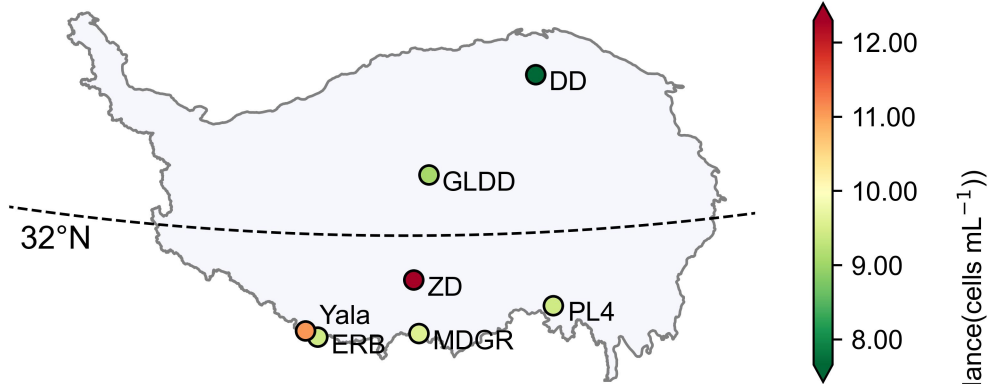 DD
GLDD
32°N
ZD
PL4
Yala
ERB
MDGR
12.00
11.00
10.00
9.00
8.00
(cells mL⁻¹))